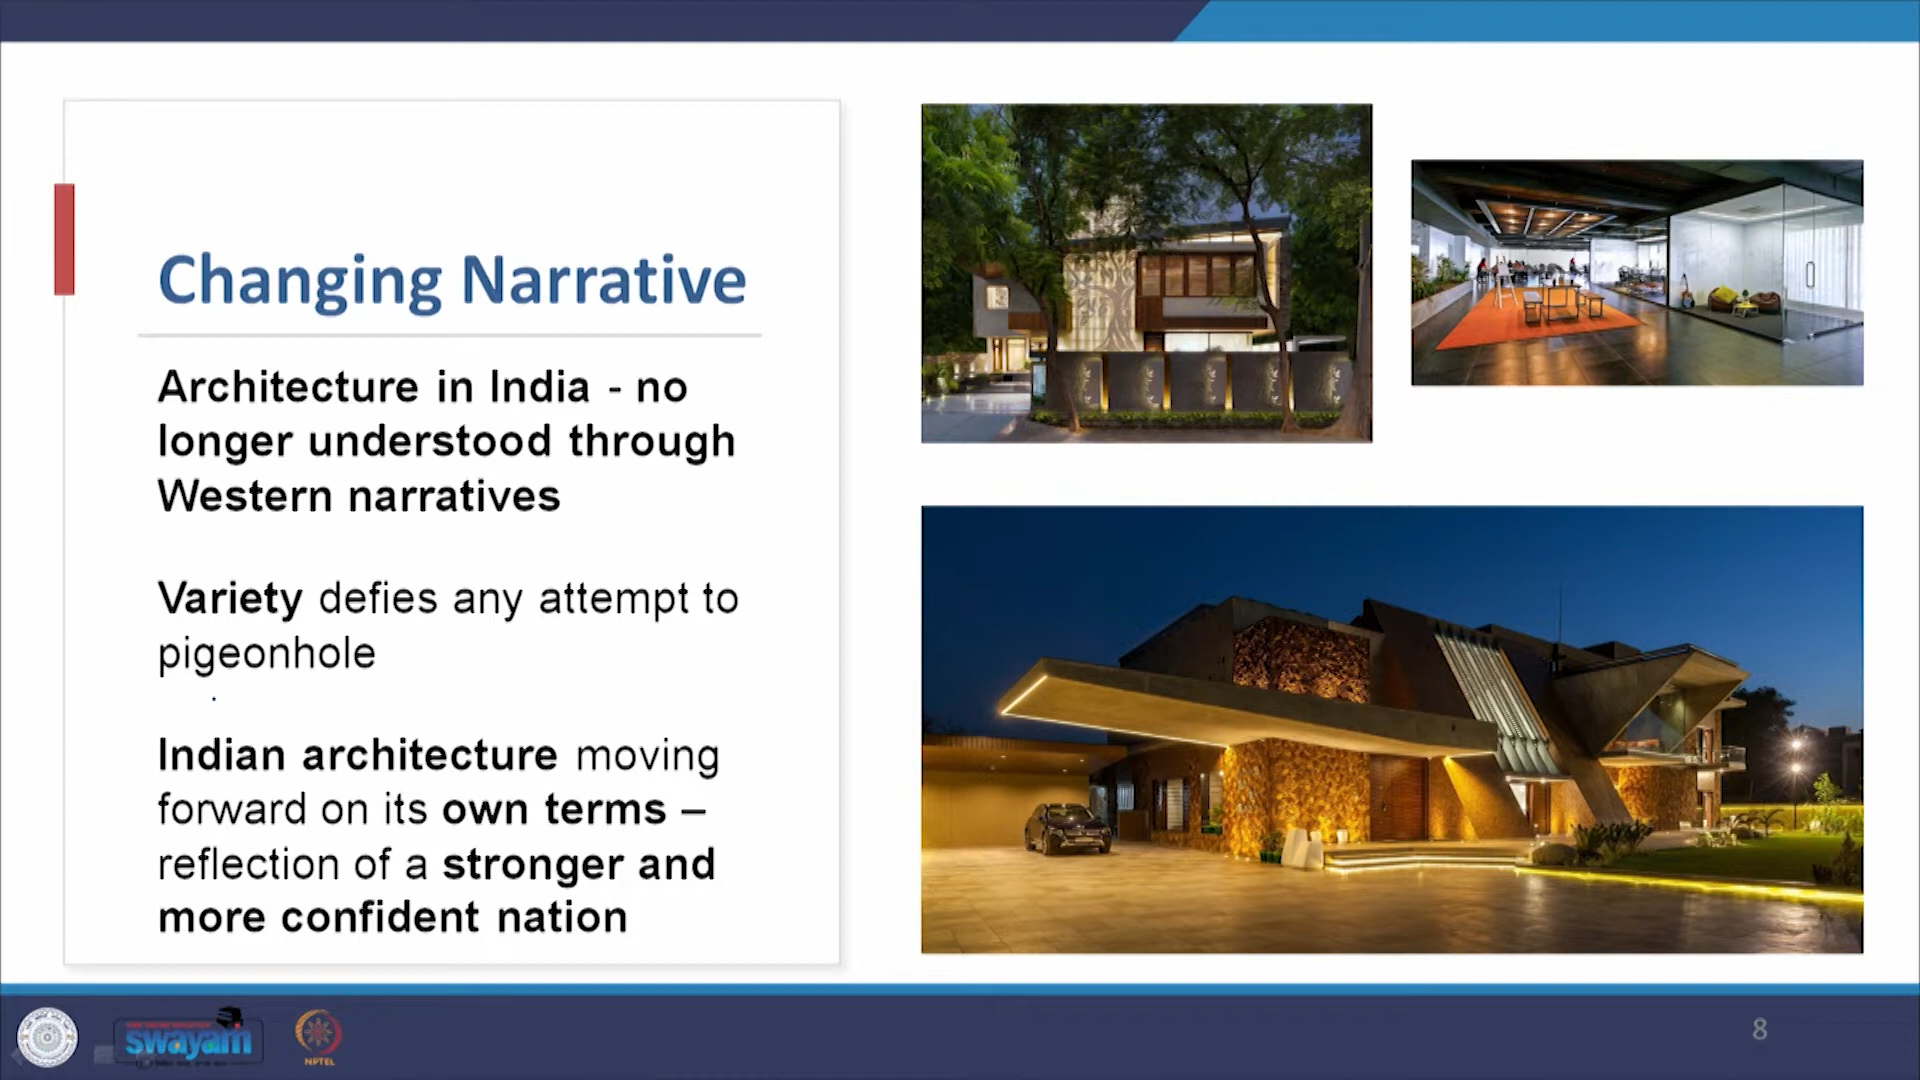 Changing Narrative
Architecture in India - no
longer understood through
Western narratives
Variety defies any attempt to
pigeonhole
.
Indian architecture moving
forward on its own terms –
reflection of a stronger and
more confident nation
swayam
NPTEL
8